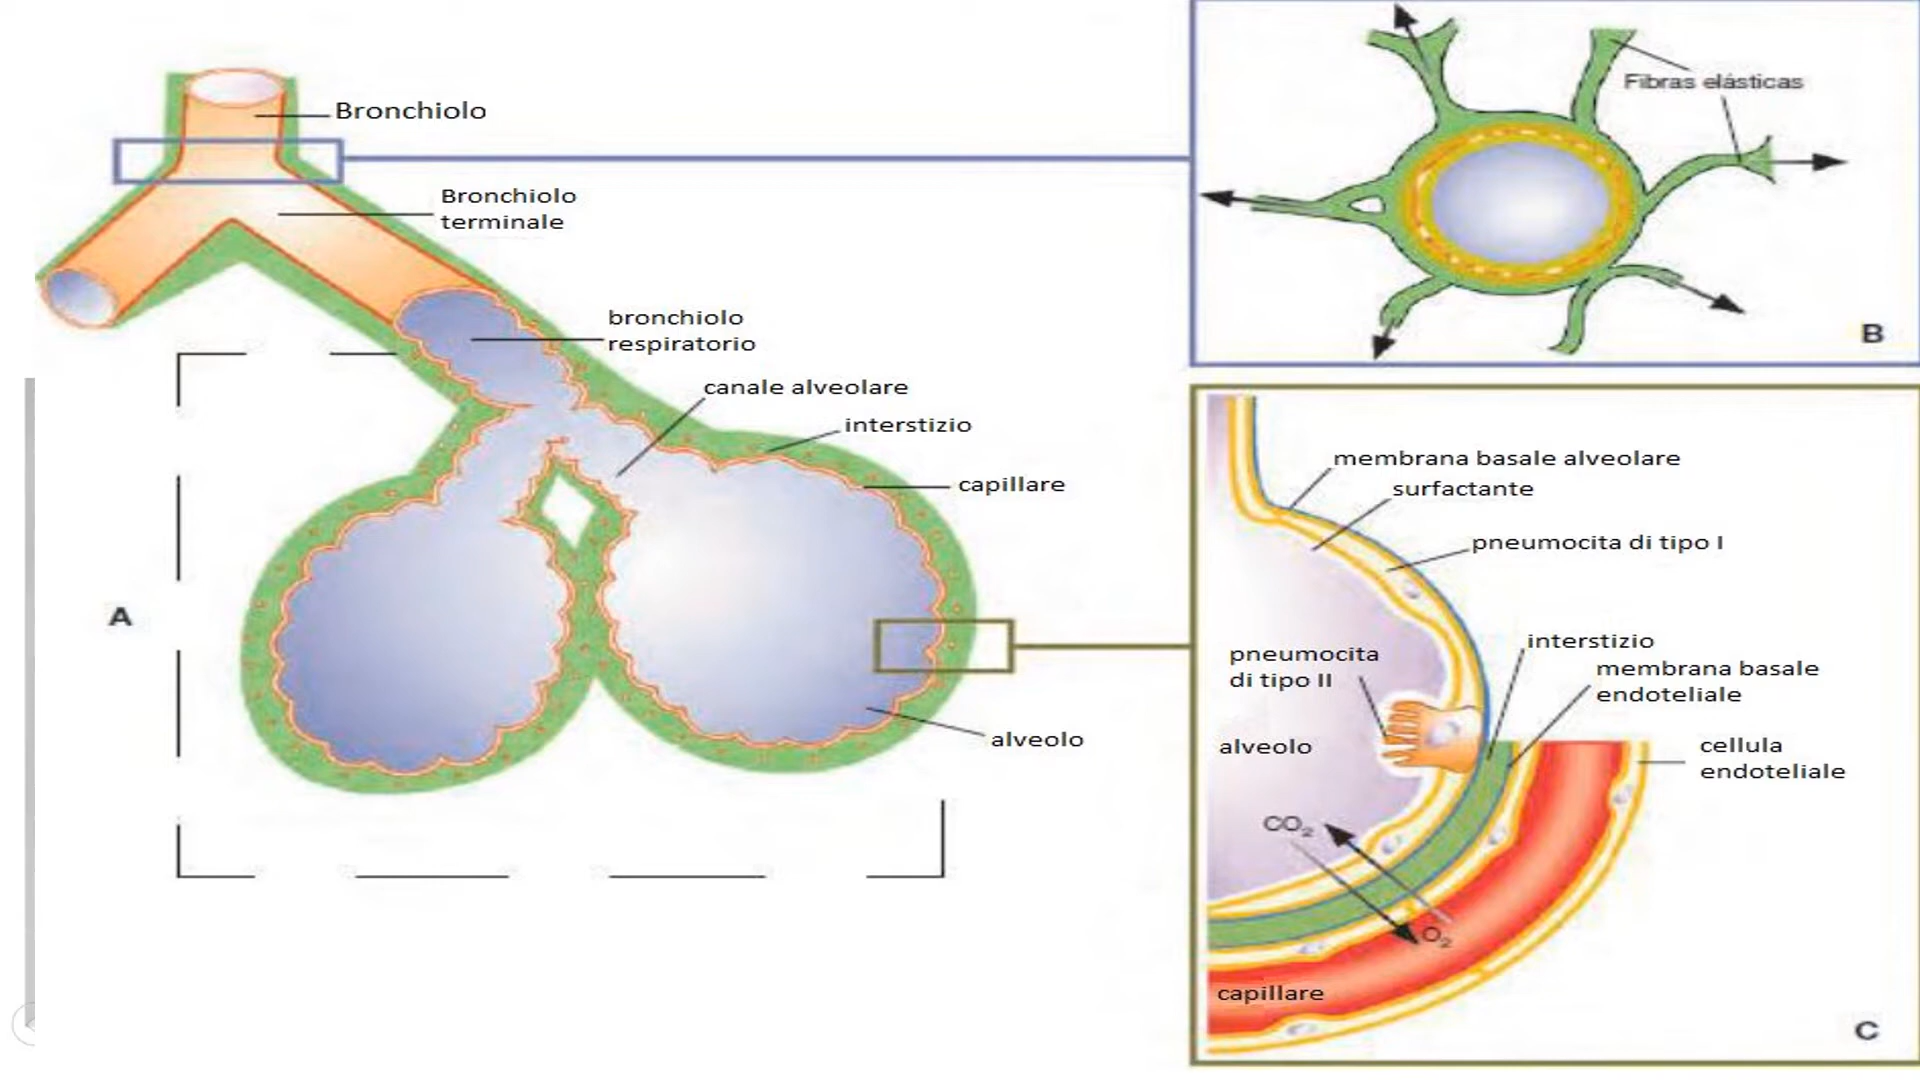 Bronchiolo
Bronchiolo
terminale
bronchiolo
respiratorio
canale alveolare
interstizio
capillare
alveolo
A
Fibras elásticas
B
membrana basale alveolare
surfactante
pneumocita di tipo I
interstizio
pneumocita
di tipo II
membrana basale
endoteliale
alveolo
cellula
endoteliale
CO₂
O₂
capillare
C